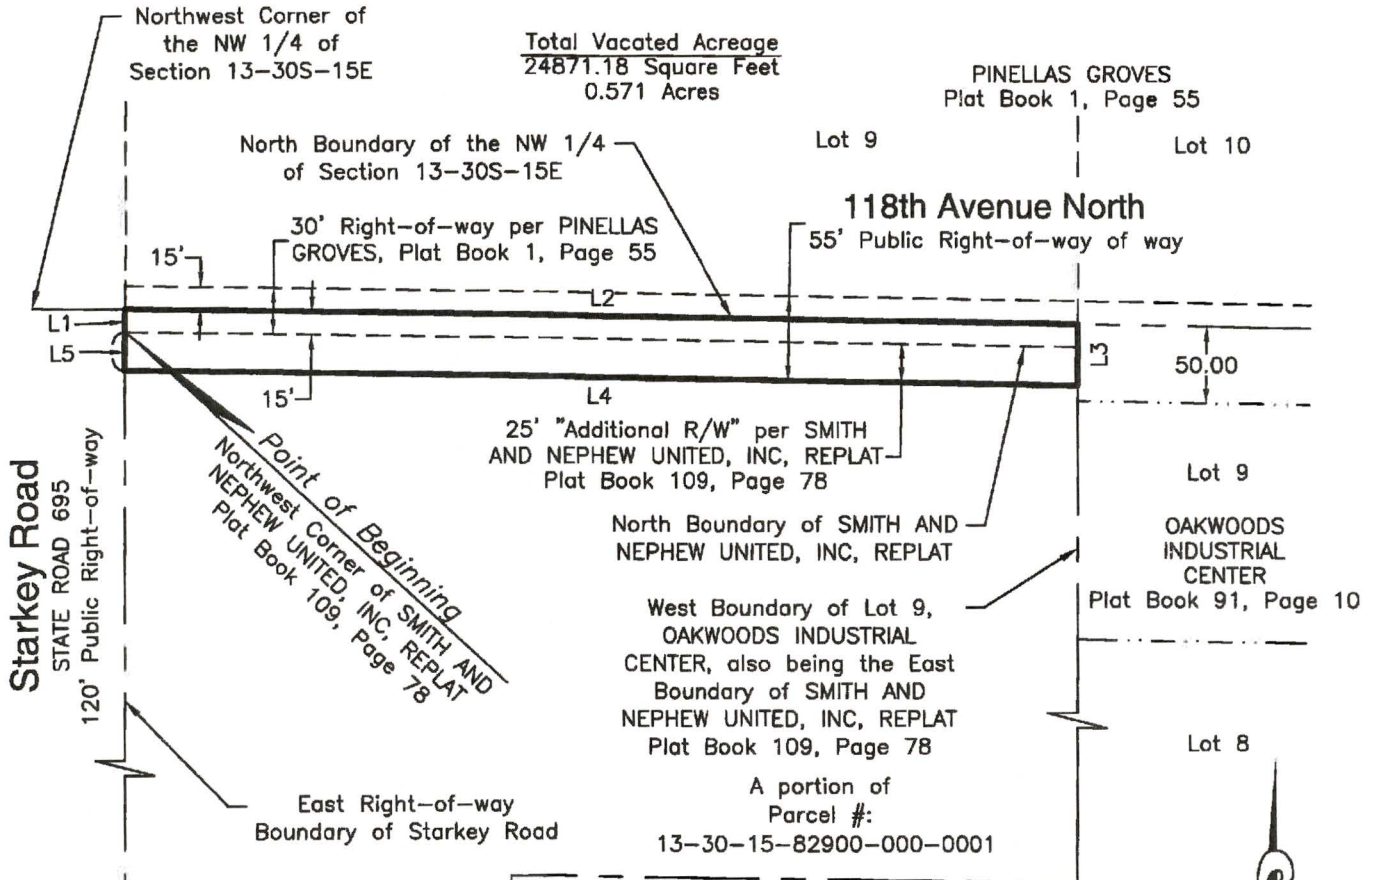 Northwest Corner of
the NW 1/4 of
Section 13-30S-15E
Total Vacated Acreage
24871.18 Square Feet
0.571 Acres
PINELLAS GROVES
Plat Book 1, Page 55
Lot 9
Lot 10
North Boundary of the NW 1/4
of Section 13-30S-15E
118th Avenue North
55' Public Right-of-way of way
30' Right-of-way per PINELLAS
GROVES, Plat Book 1, Page 55
15'
L2
L1
L5
L3
50.00
15'
L4
25' "Additional R/W" per SMITH
AND NEPHEW UNITED, INC, REPLAT
Plat Book 109, Page 78
Point of Beginning
Northwest Corner of SMITH AND
NEPHEW UNITED, INC, REPLAT
Plat Book 109, Page 78
Starkey Road
STATE ROAD 695
120' Public Right-of-way
North Boundary of SMITH AND
NEPHEW UNITED, INC, REPLAT
Lot 9
OAKWOODS
INDUSTRIAL
CENTER
Plat Book 91, Page 10
West Boundary of Lot 9,
OAKWOODS INDUSTRIAL
CENTER, also being the East
Boundary of SMITH AND
NEPHEW UNITED, INC, REPLAT
Plat Book 109, Page 78
Lot 8
A portion of
Parcel #:
13-30-15-82900-000-0001
East Right-of-way
Boundary of Starkey Road